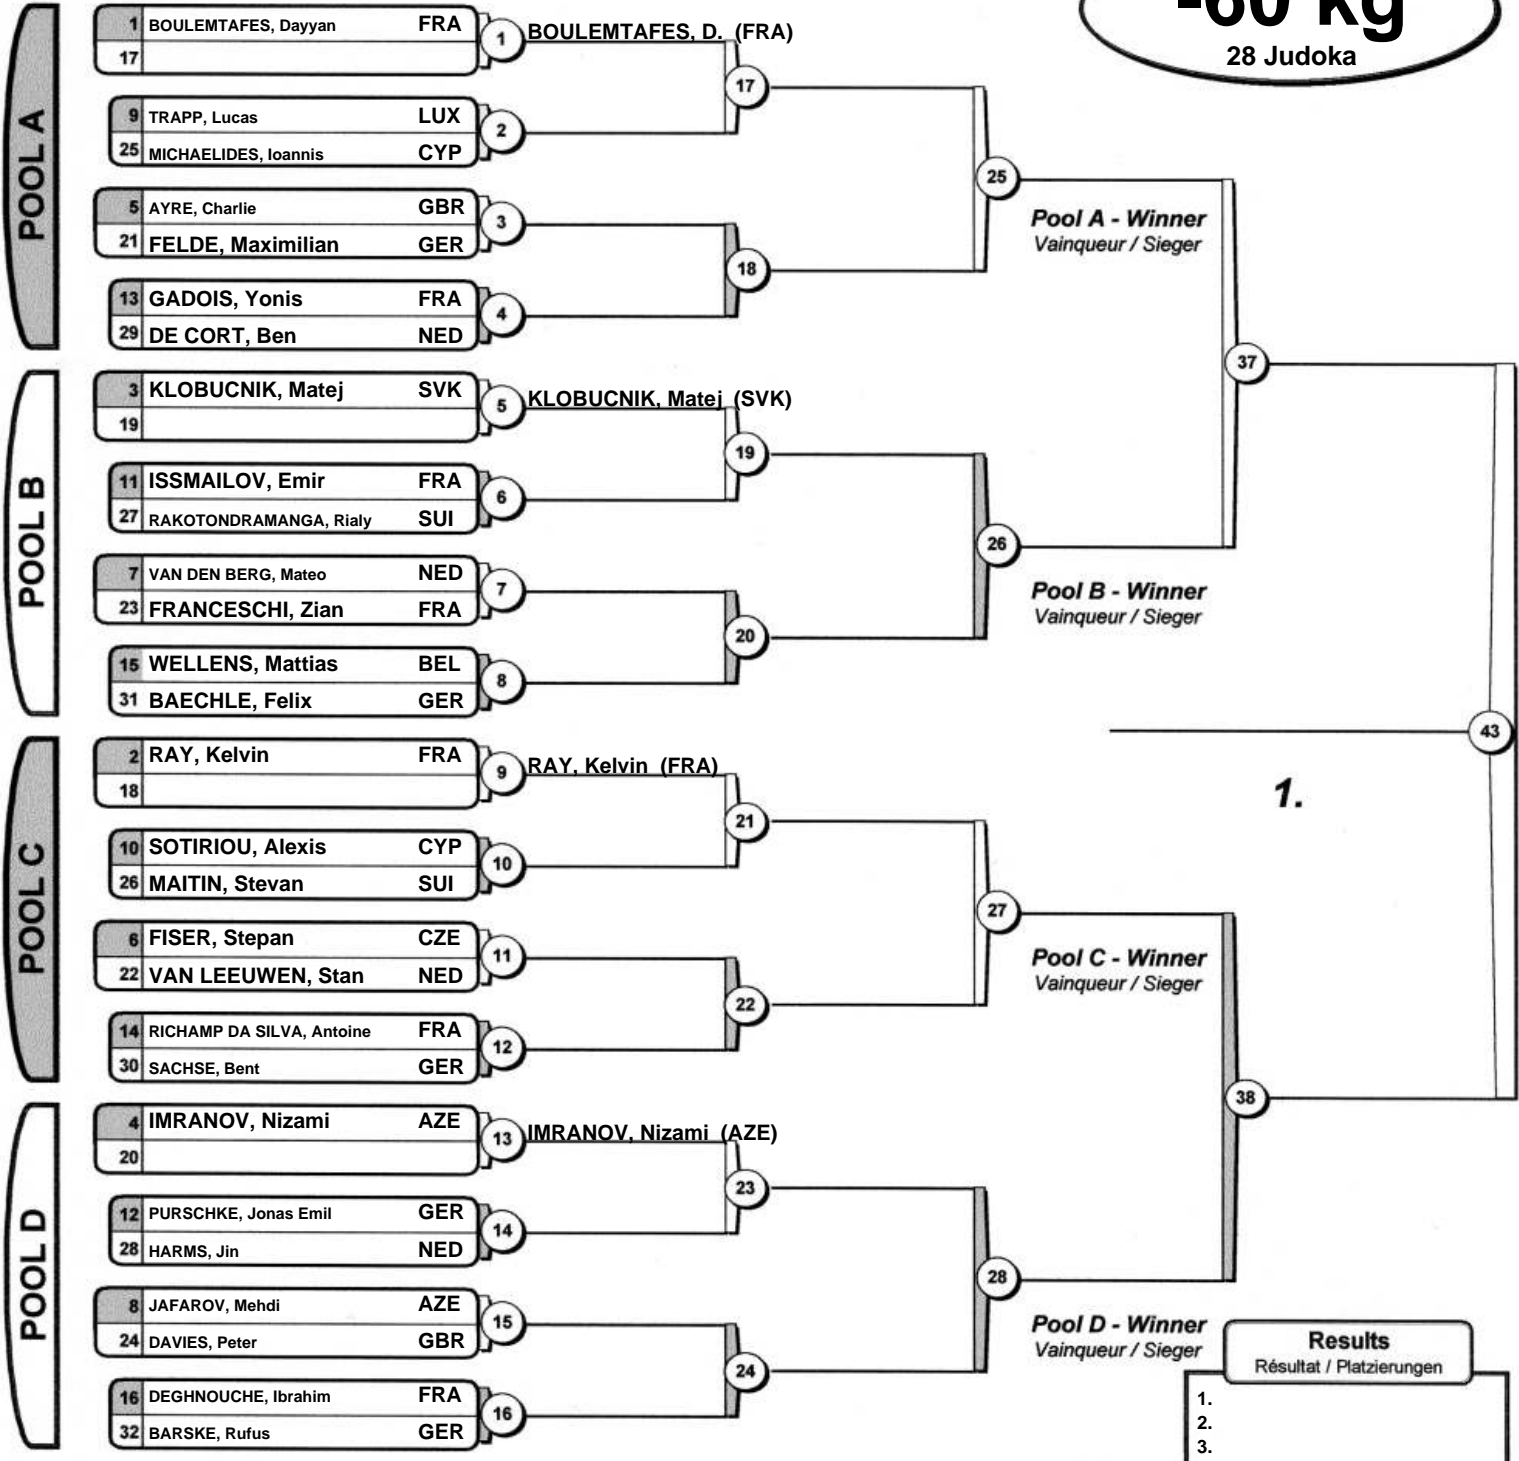 -60 kg
28 Judoka
POOL A
1 BOULEMTAFES, Dayyan FRA
17
1 BOULEMTAFES, D. (FRA)
9 TRAPP, Lucas LUX
25 MICHAELIDES, Ioannis CYP
2
17
5 AYRE, Charlie GBR
21 FELDE, Maximilian GER
3
13 GADOIS, Yonis FRA
29 DE CORT, Ben NED
4
18
25
Pool A - Winner
Vainqueur / Sieger
POOL B
3 KLOBUCNIK, Matej SVK
19
5 KLOBUCNIK, Matej (SVK)
11 ISSMAILOV, Emir FRA
27 RAKOTONDRAMANGA, Rialy SUI
6
19
7 VAN DEN BERG, Mateo NED
23 FRANCESCHI, Zian FRA
7
15 WELLENS, Mattias BEL
31 BAECHLE, Felix GER
8
20
26
Pool B - Winner
Vainqueur / Sieger
37
POOL C
2 RAY, Kelvin FRA
18
9 RAY, Kelvin (FRA)
10 SOTIRIOU, Alexis CYP
26 MAITIN, Stevan SUI
10
21
6 FISER, Stepan CZE
22 VAN LEEUWEN, Stan NED
11
14 RICHAMP DA SILVA, Antoine FRA
30 SACHSE, Bent GER
12
22
27
Pool C - Winner
Vainqueur / Sieger
43
1.
POOL D
4 IMRANOV, Nizami AZE
20
13 IMRANOV, Nizami (AZE)
12 PURSCHKE, Jonas Emil GER
28 HARMS, Jin NED
14
23
8 JAFAROV, Mehdi AZE
24 DAVIES, Peter GBR
15
16 DEGHNOUCHE, Ibrahim FRA
32 BARSKE, Rufus GER
16
24
28
Pool D - Winner
Vainqueur / Sieger
38
Results
Résultat / Platzierungen
1.
2.
3.